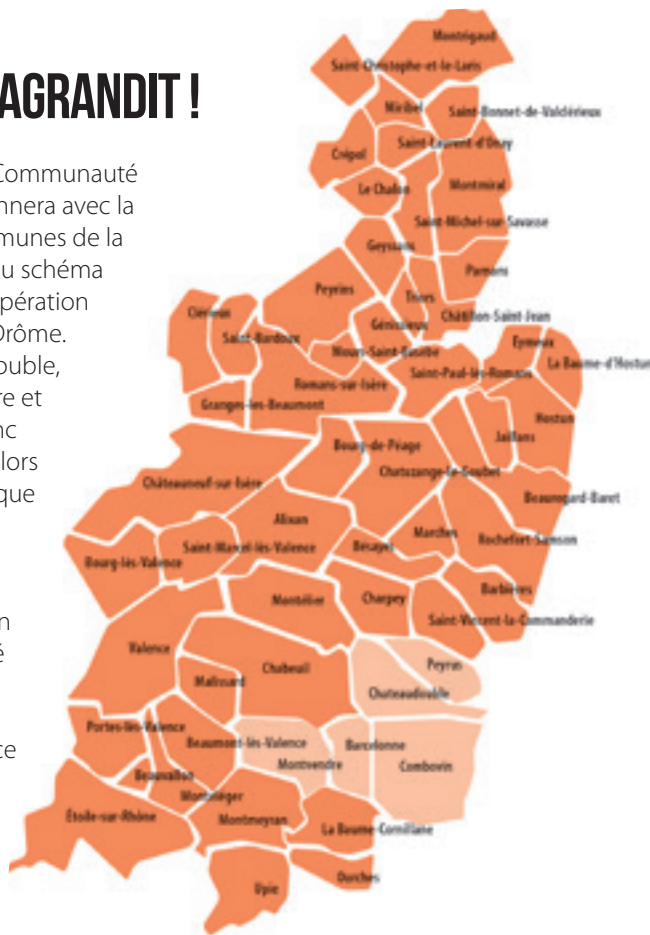 AGRANDIT !
Communauté
nnera avec la
munes de la
u schéma
pération
Drôme.
ouble,
re et
nc
lors
que
n
é
ce
Montrigaud
Saint-Christophe-et-le-Laris
Miribel
Saint-Bonnet-de-Valclérieux
Saint-Laurent-d'Onay
Crépol
Le Chalon
Montmiral
Saint-Michel-sur-Savasse
Geyssans
Parnans
Peyrins
Triors
Châtillon-Saint-Jean
Clérieux
Génissieux
Saint-Bardoux
Eymeux
Mours-Saint-Eusèbe
La Baume-d'Hostun
Saint-Paul-lès-Romans
Romans-sur-Isère
Granges-les-Beaumont
Hostun
Jaillans
Bourg-de-Péage
Chatuzange-le-Goubet
Châteauneuf-sur-Isère
Beauregard-Baret
Alixan
Marches
Rochefort-Samson
Saint-Marcel-lès-Valence
Bésayes
Bourg-lès-Valence
Barbières
Montélier
Charpey
Saint-Vincent-la-Commanderie
Valence
Peyrus
Chabeuil
Malissard
Chateaudouble
Portes-lès-Valence
Beaumont-lès-Valence
Barcelonne
Montvendre
Combovin
Beauvallon
Montéléger
Étoile-sur-Rhône
Montmeyran
La Baume-Cornillane
Ourches
Upie